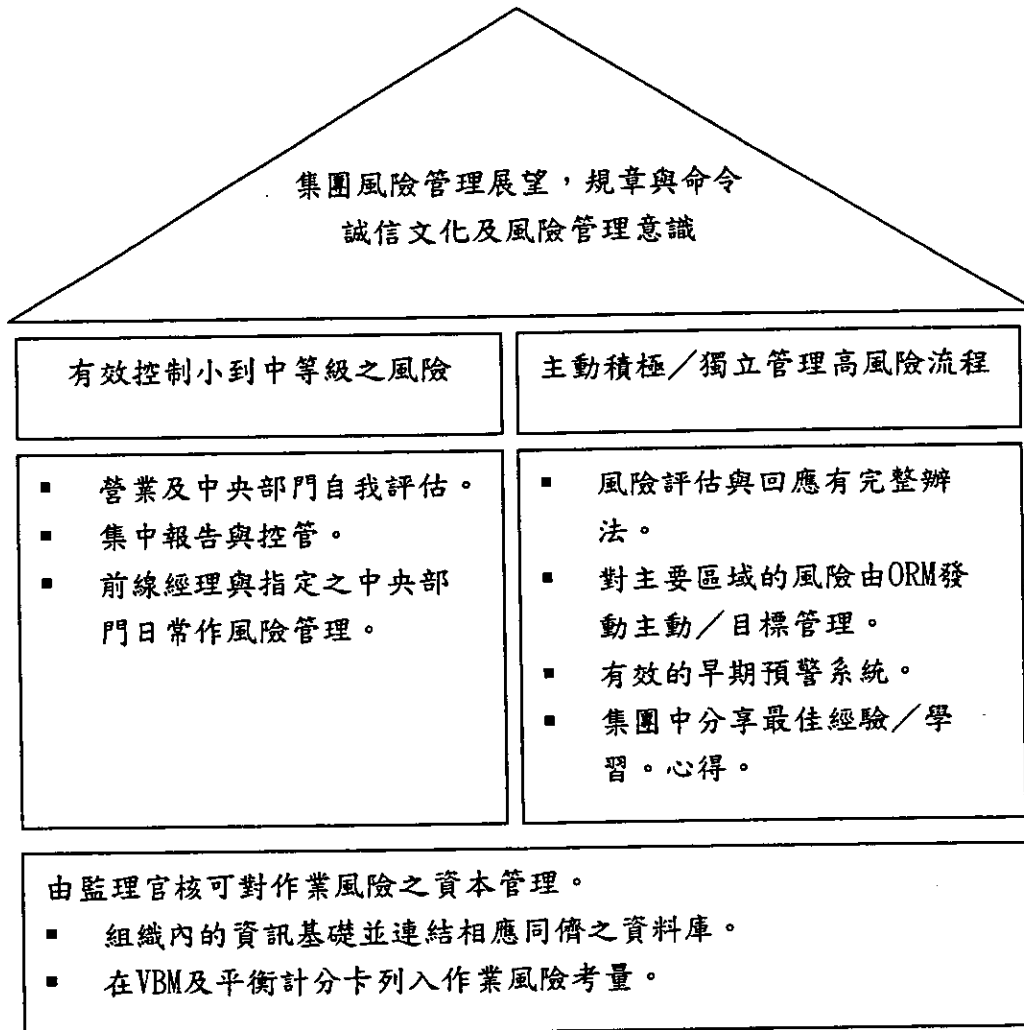 集團風險管理展望，規章與命令
誠信文化及風險管理意識
有效控制小到中等級之風險
主動積極／獨立管理高風險流程
▪ 營業及中央部門自我評估。
▪ 集中報告與控管。
▪ 前線經理與指定之中央部
門日常作風險管理。
▪ 風險評估與回應有完整辦
法。
▪ 對主要區域的風險由ORM發
動主動／目標管理。
▪ 有效的早期預警系統。
▪ 集團中分享最佳經驗／學
習。心得。
由監理官核可對作業風險之資本管理。
▪ 組織內的資訊基礎並連結相應同儕之資料庫。
▪ 在VBM及平衡計分卡列入作業風險考量。